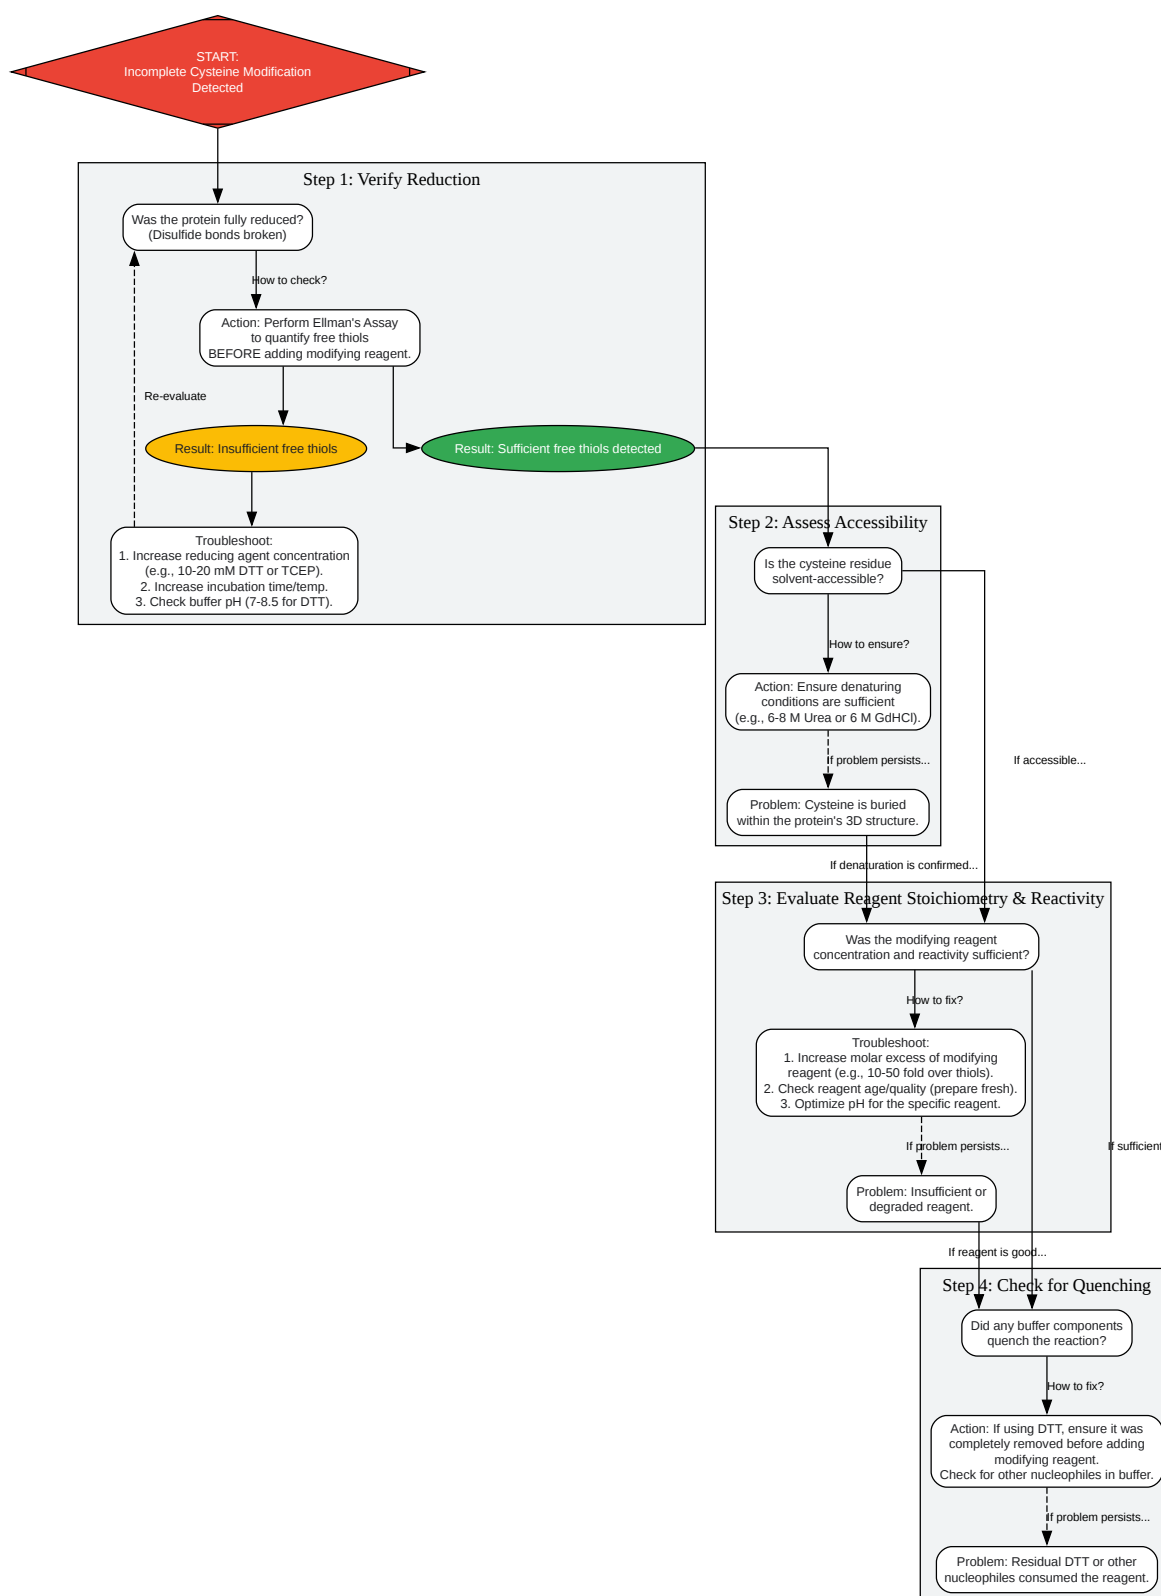 START:
Incomplete Cysteine Modification
Detected
Step 1: Verify Reduction
Was the protein fully reduced?
(Disulfide bonds broken)
How to check?
Action: Perform Ellman's Assay
to quantify free thiols
BEFORE adding modifying reagent.
Re-evaluate
Result: Insufficient free thiols
Result: Sufficient free thiols detected
Troubleshoot:
1. Increase reducing agent concentration
(e.g., 10-20 mM DTT or TCEP).
2. Increase incubation time/temp.
3. Check buffer pH (7-8.5 for DTT).
Step 2: Assess Accessibility
Is the cysteine residue
solvent-accessible?
How to ensure?
Action: Ensure denaturing
conditions are sufficient
(e.g., 6-8 M Urea or 6 M GdHCl).
If problem persists...
If accessible...
Problem: Cysteine is buried
within the protein's 3D structure.
If denaturation is confirmed...
Step 3: Evaluate Reagent Stoichiometry & Reactivity
Was the modifying reagent
concentration and reactivity sufficient?
How to fix?
Troubleshoot:
1. Increase molar excess of modifying
reagent (e.g., 10-50 fold over thiols).
2. Check reagent age/quality (prepare fresh).
3. Optimize pH for the specific reagent.
If problem persists...
If sufficient
Problem: Insufficient or
degraded reagent.
If reagent is good...
Step 4: Check for Quenching
Did any buffer components
quench the reaction?
How to fix?
Action: If using DTT, ensure it was
completely removed before adding
modifying reagent.
Check for other nucleophiles in buffer.
If problem persists...
Problem: Residual DTT or other
nucleophiles consumed the reagent.